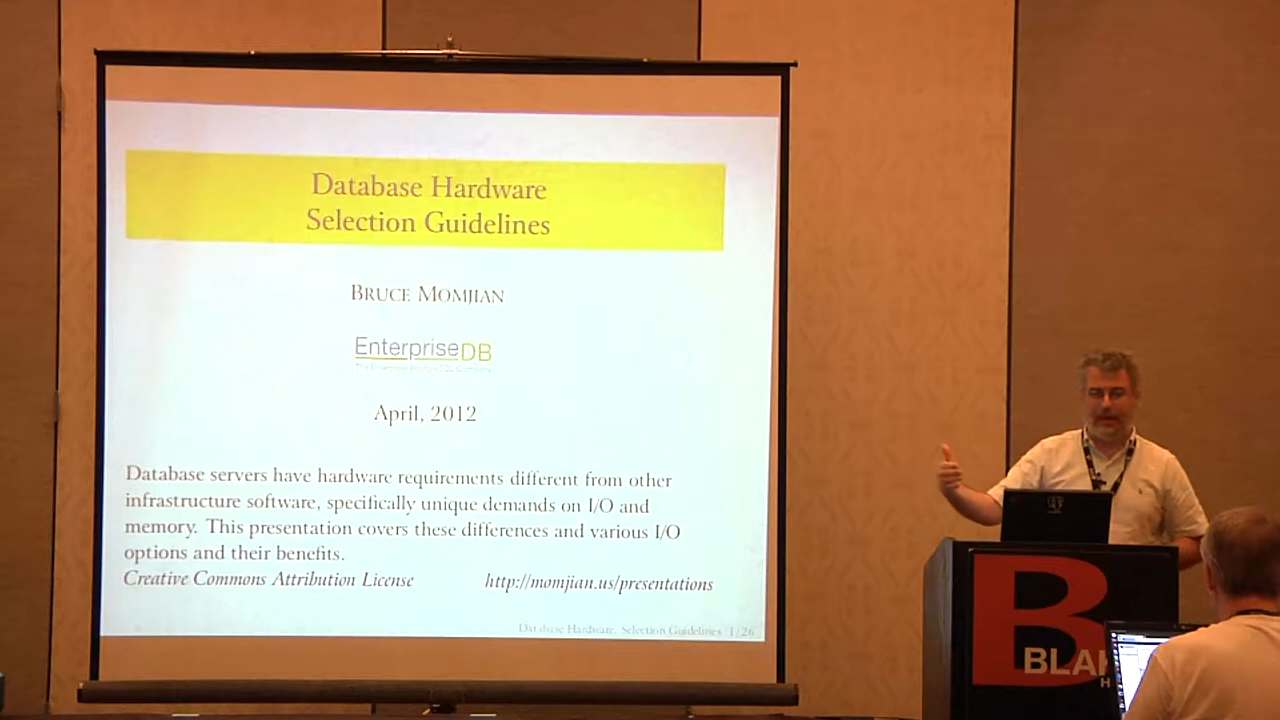 Database Hardware
Selection Guidelines
BRUCE MOMJIAN
EnterpriseDB
April, 2012
Database servers have hardware requirements different from other
infrastructure software, specifically unique demands on I/O and
memory. This presentation covers these differences and various I/O
options and their benefits.
Creative Commons Attribution License http://momjian.us/presentations
Database Hardware, Selection Guidelines 1/26
B
BLA
H